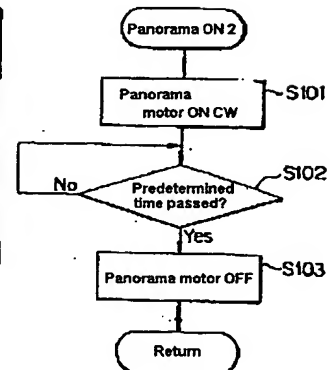 Panorama ON 2
Panorama
motor ON CW
S101
Predetermined
time passed?
S102
No
Yes
Panorama motor OFF
S103
Return